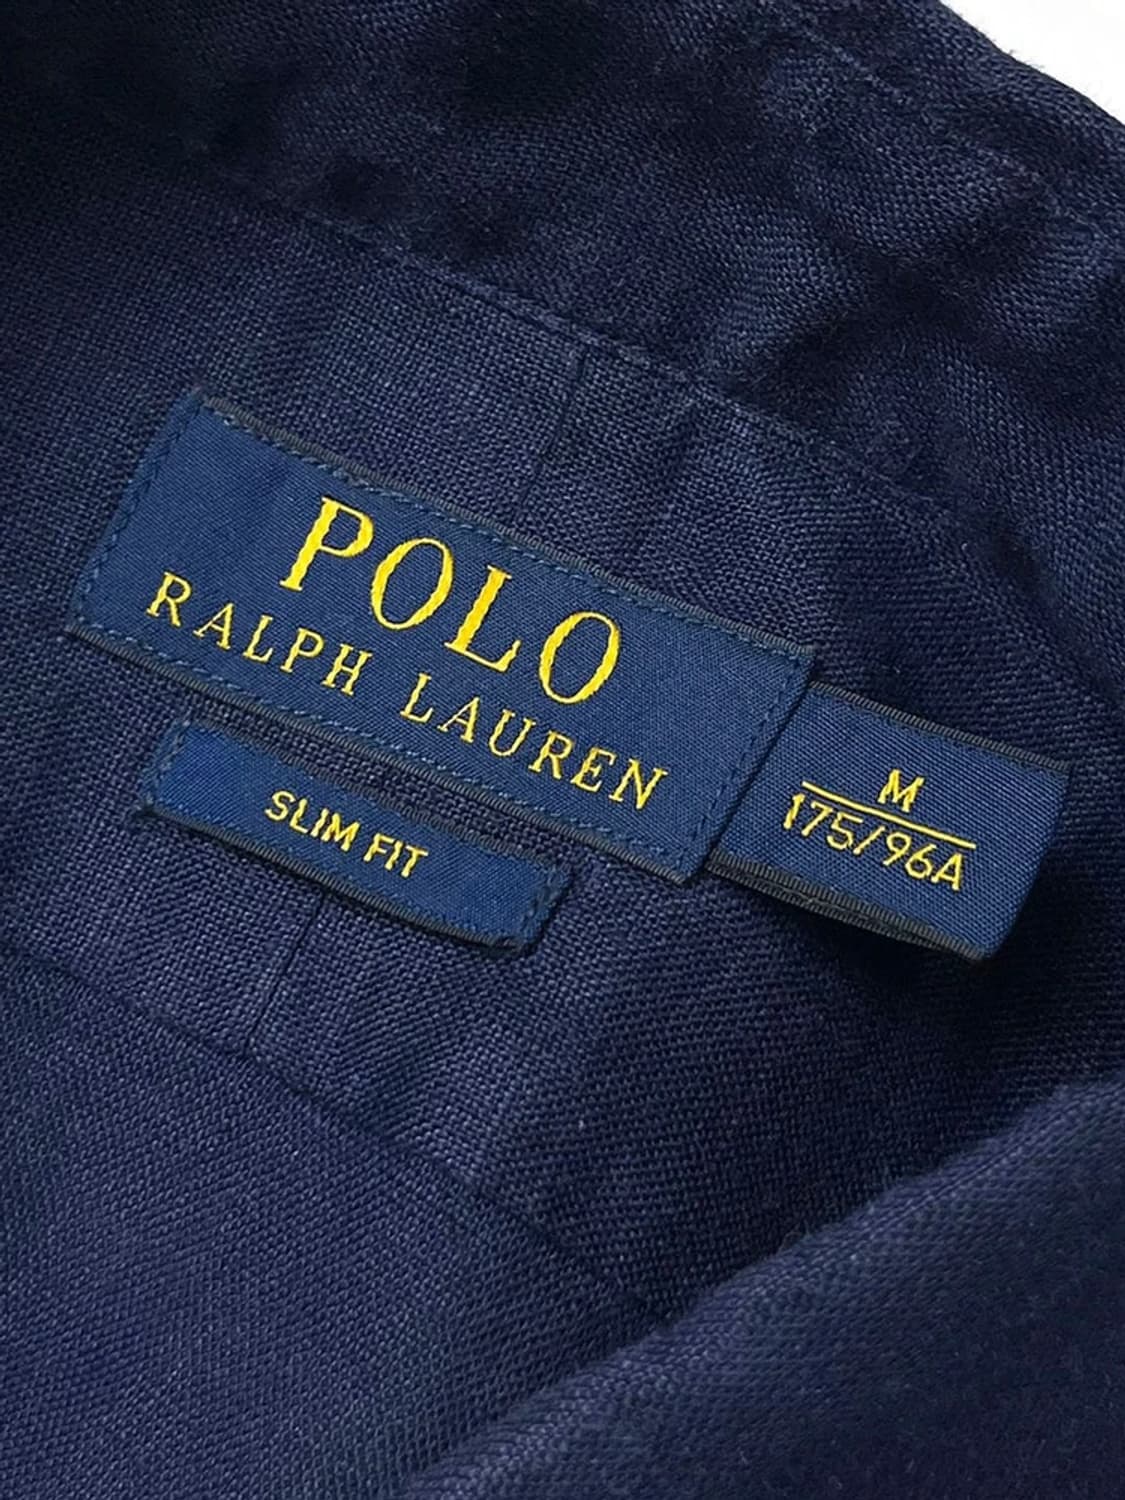 POLO
RALPH LAUREN
SLIM FIT
M
175/96A